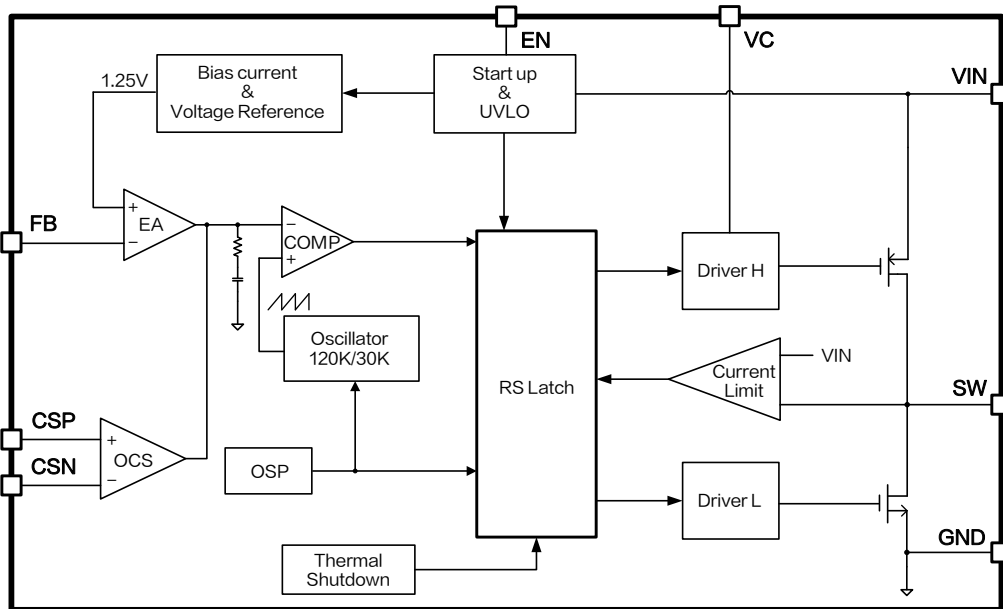 EN
VC
VIN
1.25V
Bias current
&
Voltage Reference
Start up
&
UVLO
FB
+
EA
−
−
COMP
+
Driver H
Oscillator
120K/30K
RS Latch
VIN
Current
Limit
SW
CSP
+
OCS
CSN
−
OSP
Driver L
GND
Thermal
Shutdown